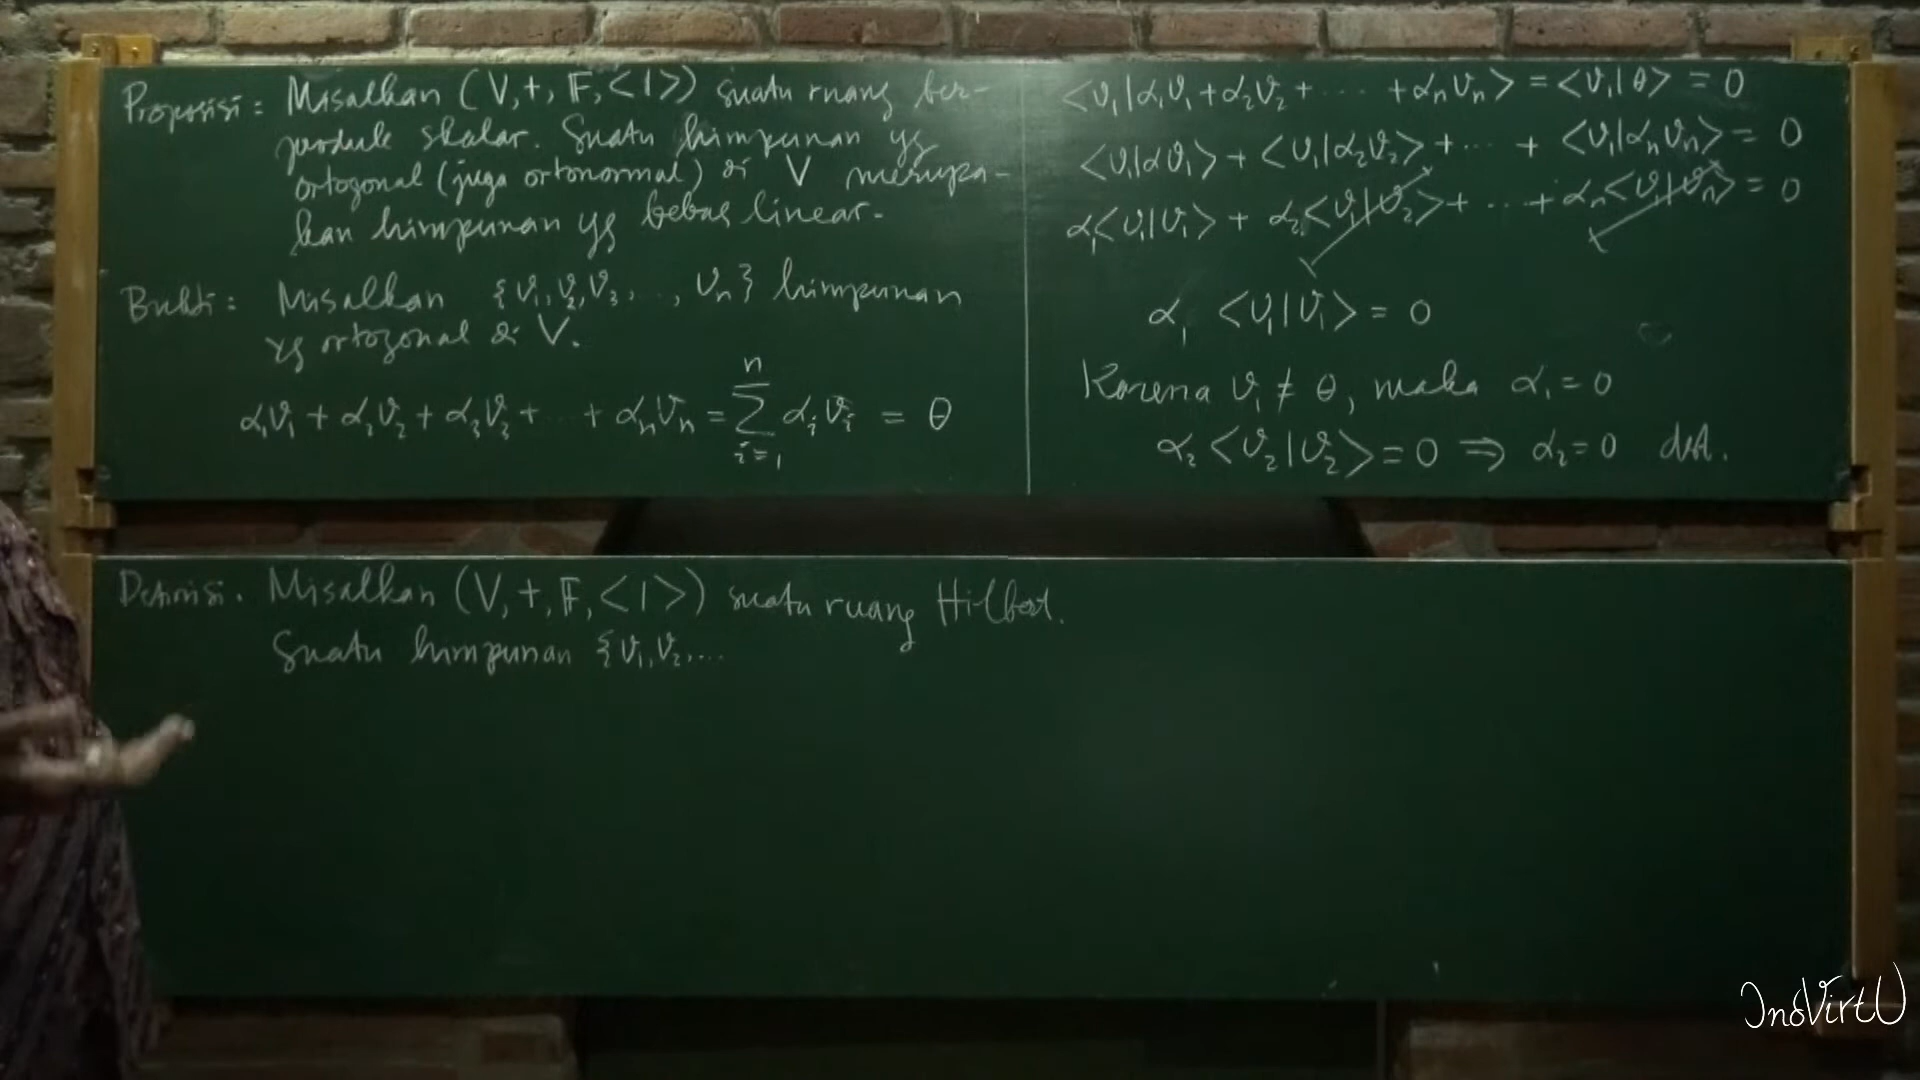 Proposisi : Misalkan (V, +, 𝔽, <|>) suatu ruang ber-
produk skalar. Suatu himpunan yg
ortogonal (juga ortonormal) di V merupa-
kan himpunan yg bebas linear.
Bukti : Misalkan {v₁, v₂, v₃, .., vₙ} himpunan
yg ortogonal di V.
α₁v₁ + α₂v₂ + α₃v₃ + ... + αₙvₙ = ∑ᵢ₌₁ⁿ αᵢvᵢ = θ
<v₁|α₁v₁ + α₂v₂ + .... + αₙvₙ> = <v₁|θ> = 0
<v₁|αv₁> + <v₁|α₂v₂> + ... + <v₁|αₙvₙ> = 0
α₁<v₁|v₁> + α₂<v₁|v₂> + ... + αₙ<v₁|vₙ> = 0
α₁ <v₁|v₁> = 0
Karena v₁ ≠ θ, maka α₁ = 0
α₂ <v₂|v₂> = 0 ⇒ α₂ = 0 dst.
Definisi. Misalkan (V, +, 𝔽, <|>) suatu ruang Hilbert.
Suatu himpunan {v₁, v₂, ...
IndVirtU